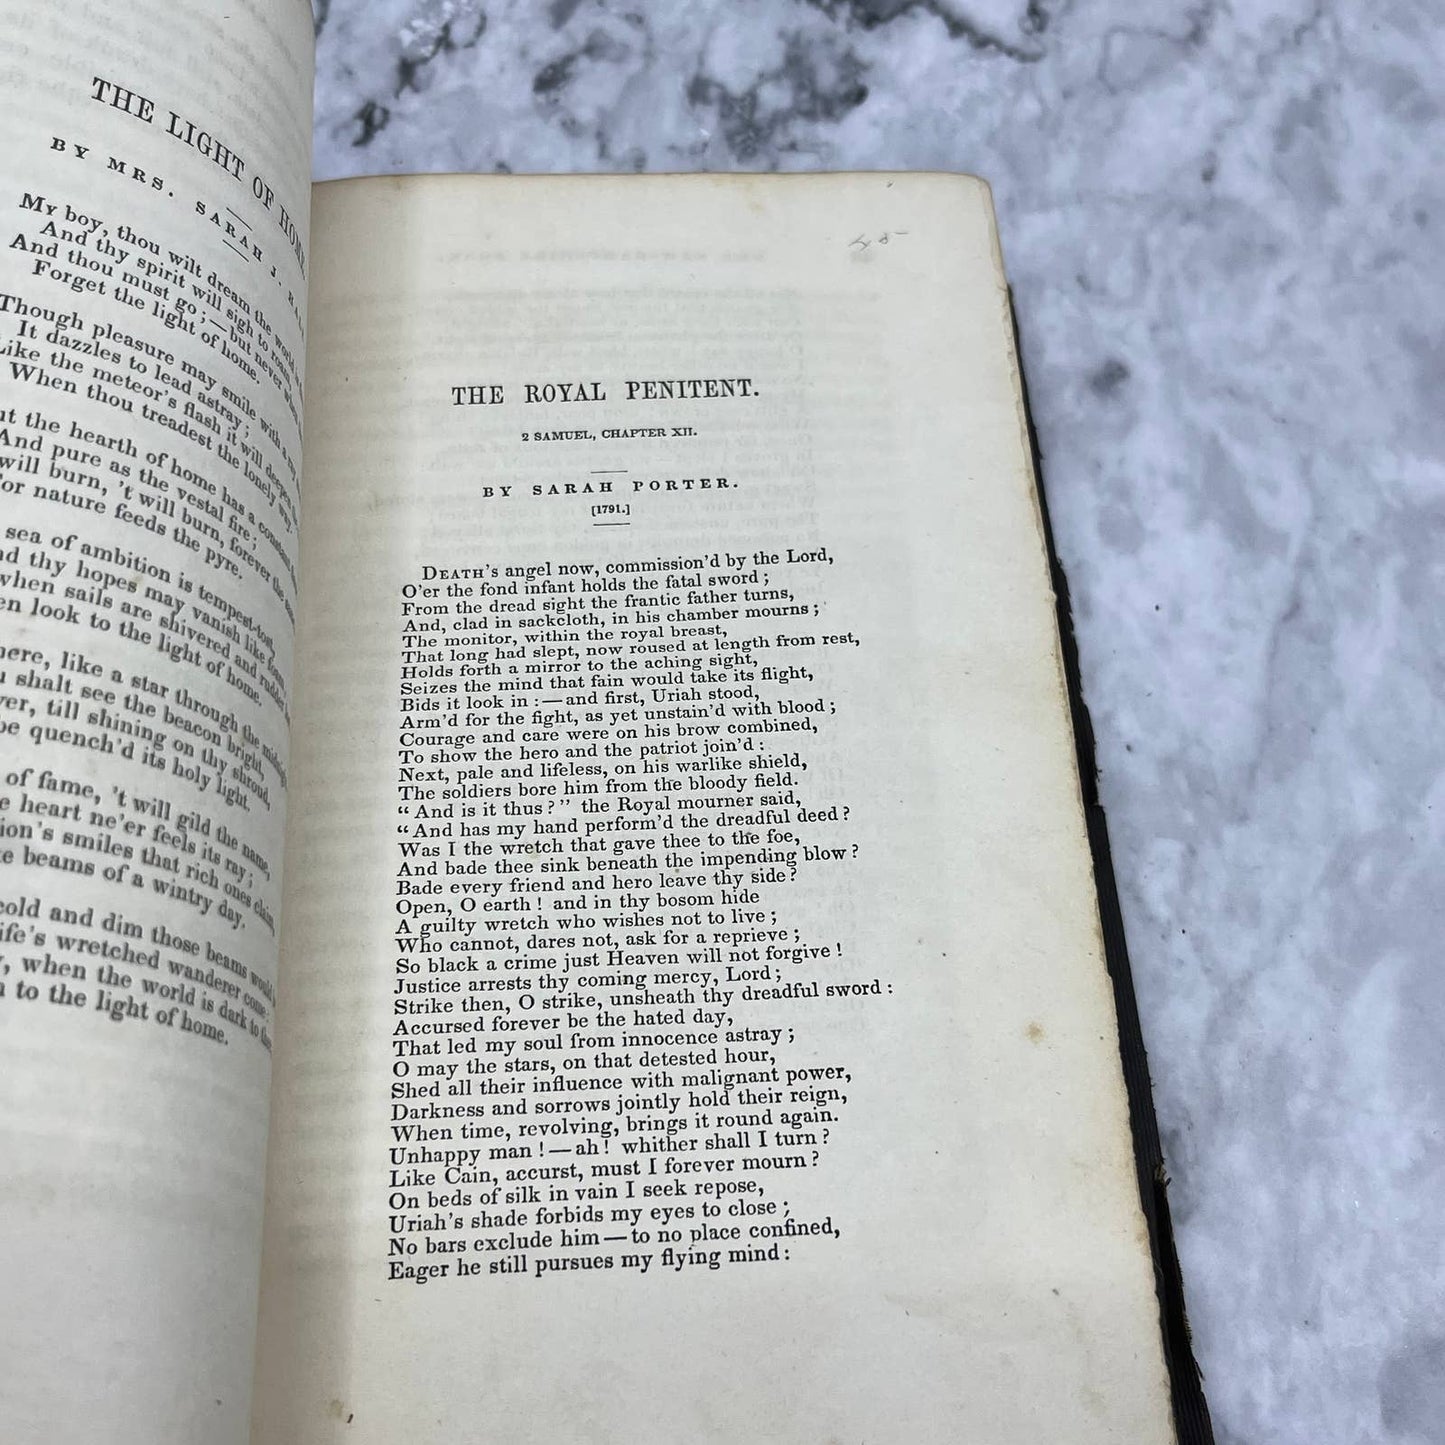 THE LIGHT OF HOME.
BY MRS. SARAH J.
My boy, thou wilt dream the world is
And thy spirit will sigh to roam,
And thou must go;—but never, when
Forget the light of home.
Though pleasure may smile with a ray
It dazzles to lead astray;
Like the meteor's flash it will deepen the
When thou treadest the lonely way.
the hearth of home has a constant
And pure as the vestal fire;
will burn, 't will burn, forever the same
or nature feeds the pyre.
sea of ambition is tempest-tost,
thy hopes may vanish like foam;
when sails are shivered and rudder
look to the light of home.
like a star through the midnight
shalt see the beacon bright,
till shining on thy shroud,
be quench'd its holy light.
of fame, 't will gild the name,
heart ne'er feels its ray;
smiles that rich ones claim,
beams of a wintry day.
cold and dim those beams would
life's wretched wanderer come;
when the world is dark to thee
to the light of home.
THE ROYAL PENITENT.
2 SAMUEL, CHAPTER XII.
BY SARAH PORTER.
[1791.]
DEATH'S angel now, commission'd by the Lord,
O'er the fond infant holds the fatal sword;
From the dread sight the frantic father turns,
And, clad in sackcloth, in his chamber mourns;
The monitor, within the royal breast,
That long had slept, now roused at length from rest,
Holds forth a mirror to the aching sight,
Seizes the mind that fain would take its flight,
Bids it look in:—and first, Uriah stood,
Arm'd for the fight, as yet unstain'd with blood;
Courage and care were on his brow combined,
To show the hero and the patriot join'd:
Next, pale and lifeless, on his warlike shield,
The soldiers bore him from the bloody field.
"And is it thus?" the Royal mourner said,
"And has my hand perform'd the dreadful deed?
Was I the wretch that gave thee to the foe,
And bade thee sink beneath the impending blow?
Bade every friend and hero leave thy side?
Open, O earth! and in thy bosom hide
A guilty wretch who wishes not to live;
Who cannot, dares not, ask for a reprieve;
So black a crime just Heaven will not forgive!
Justice arrests thy coming mercy, Lord;
Strike then, O strike, unsheath thy dreadful sword:
Accursed forever be the hated day,
That led my soul from innocence astray;
O may the stars, on that detested hour,
Shed all their influence with malignant power,
Darkness and sorrows jointly hold their reign,
When time, revolving, brings it round again.
Unhappy man!—ah! whither shall I turn?
Like Cain, accurst, must I forever mourn?
On beds of silk in vain I seek repose,
Uriah's shade forbids my eyes to close;
No bars exclude him—to no place confined,
Eager he still pursues my flying mind: